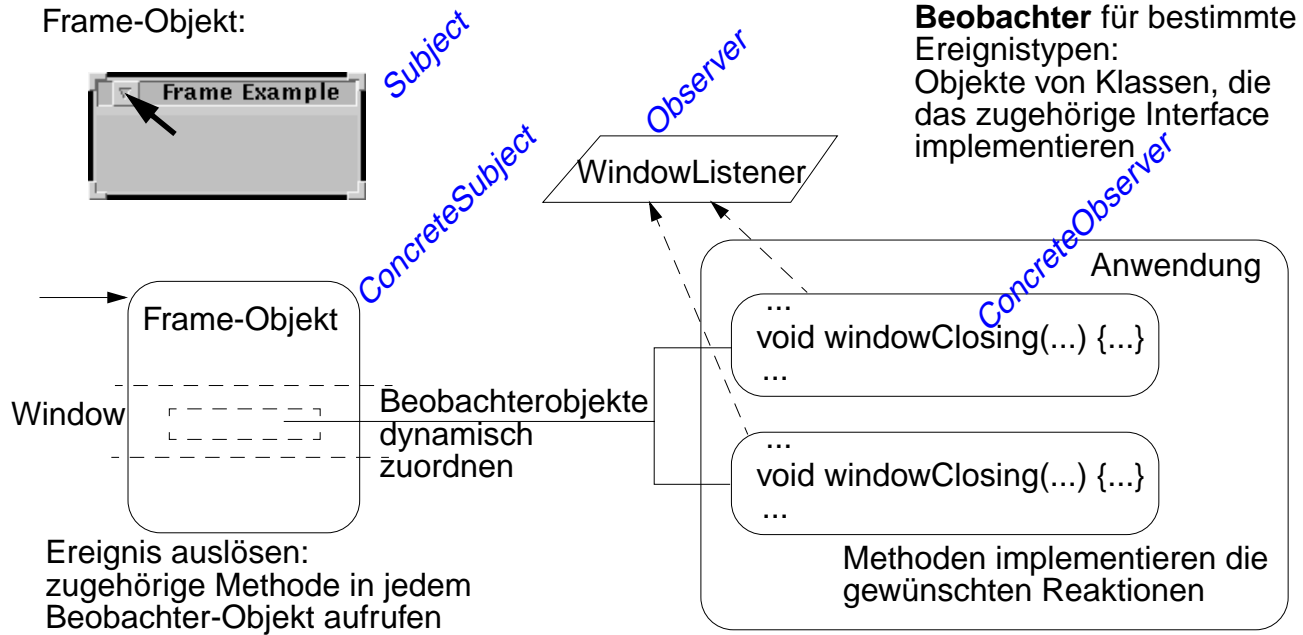 Frame-Objekt:
Frame Example
Subject
ConcreteSubject
Observer
WindowListener
Beobachter für bestimmte
Ereignistypen:
Objekte von Klassen, die
das zugehörige Interface
implementieren
ConcreteObserver
Anwendung
Frame-Objekt
Window
Beobachterobjekte
dynamisch
zuordnen
...
void windowClosing(...) {...}
...
...
void windowClosing(...) {...}
...
Ereignis auslösen:
zugehörige Methode in jedem
Beobachter-Objekt aufrufen
Methoden implementieren die
gewünschten Reaktionen